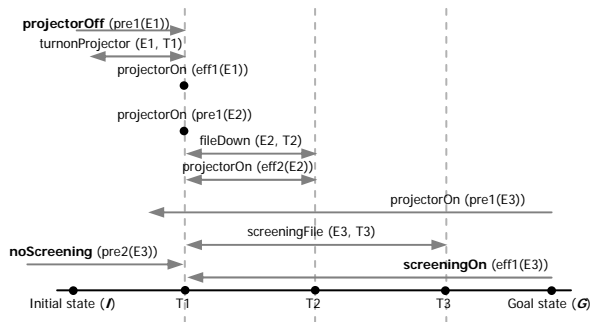 projectorOff (pre1(E1))
turnonProjector (E1, T1)
projectorOn (eff1(E1))
projectorOn (pre1(E2))
fileDown (E2, T2)
projectorOn (eff2(E2))
projectorOn (pre1(E3))
screeningFile (E3, T3)
noScreening (pre2(E3))
screeningOn (eff1(E3))
Initial state (I) T1 T2 T3 Goal state (G)